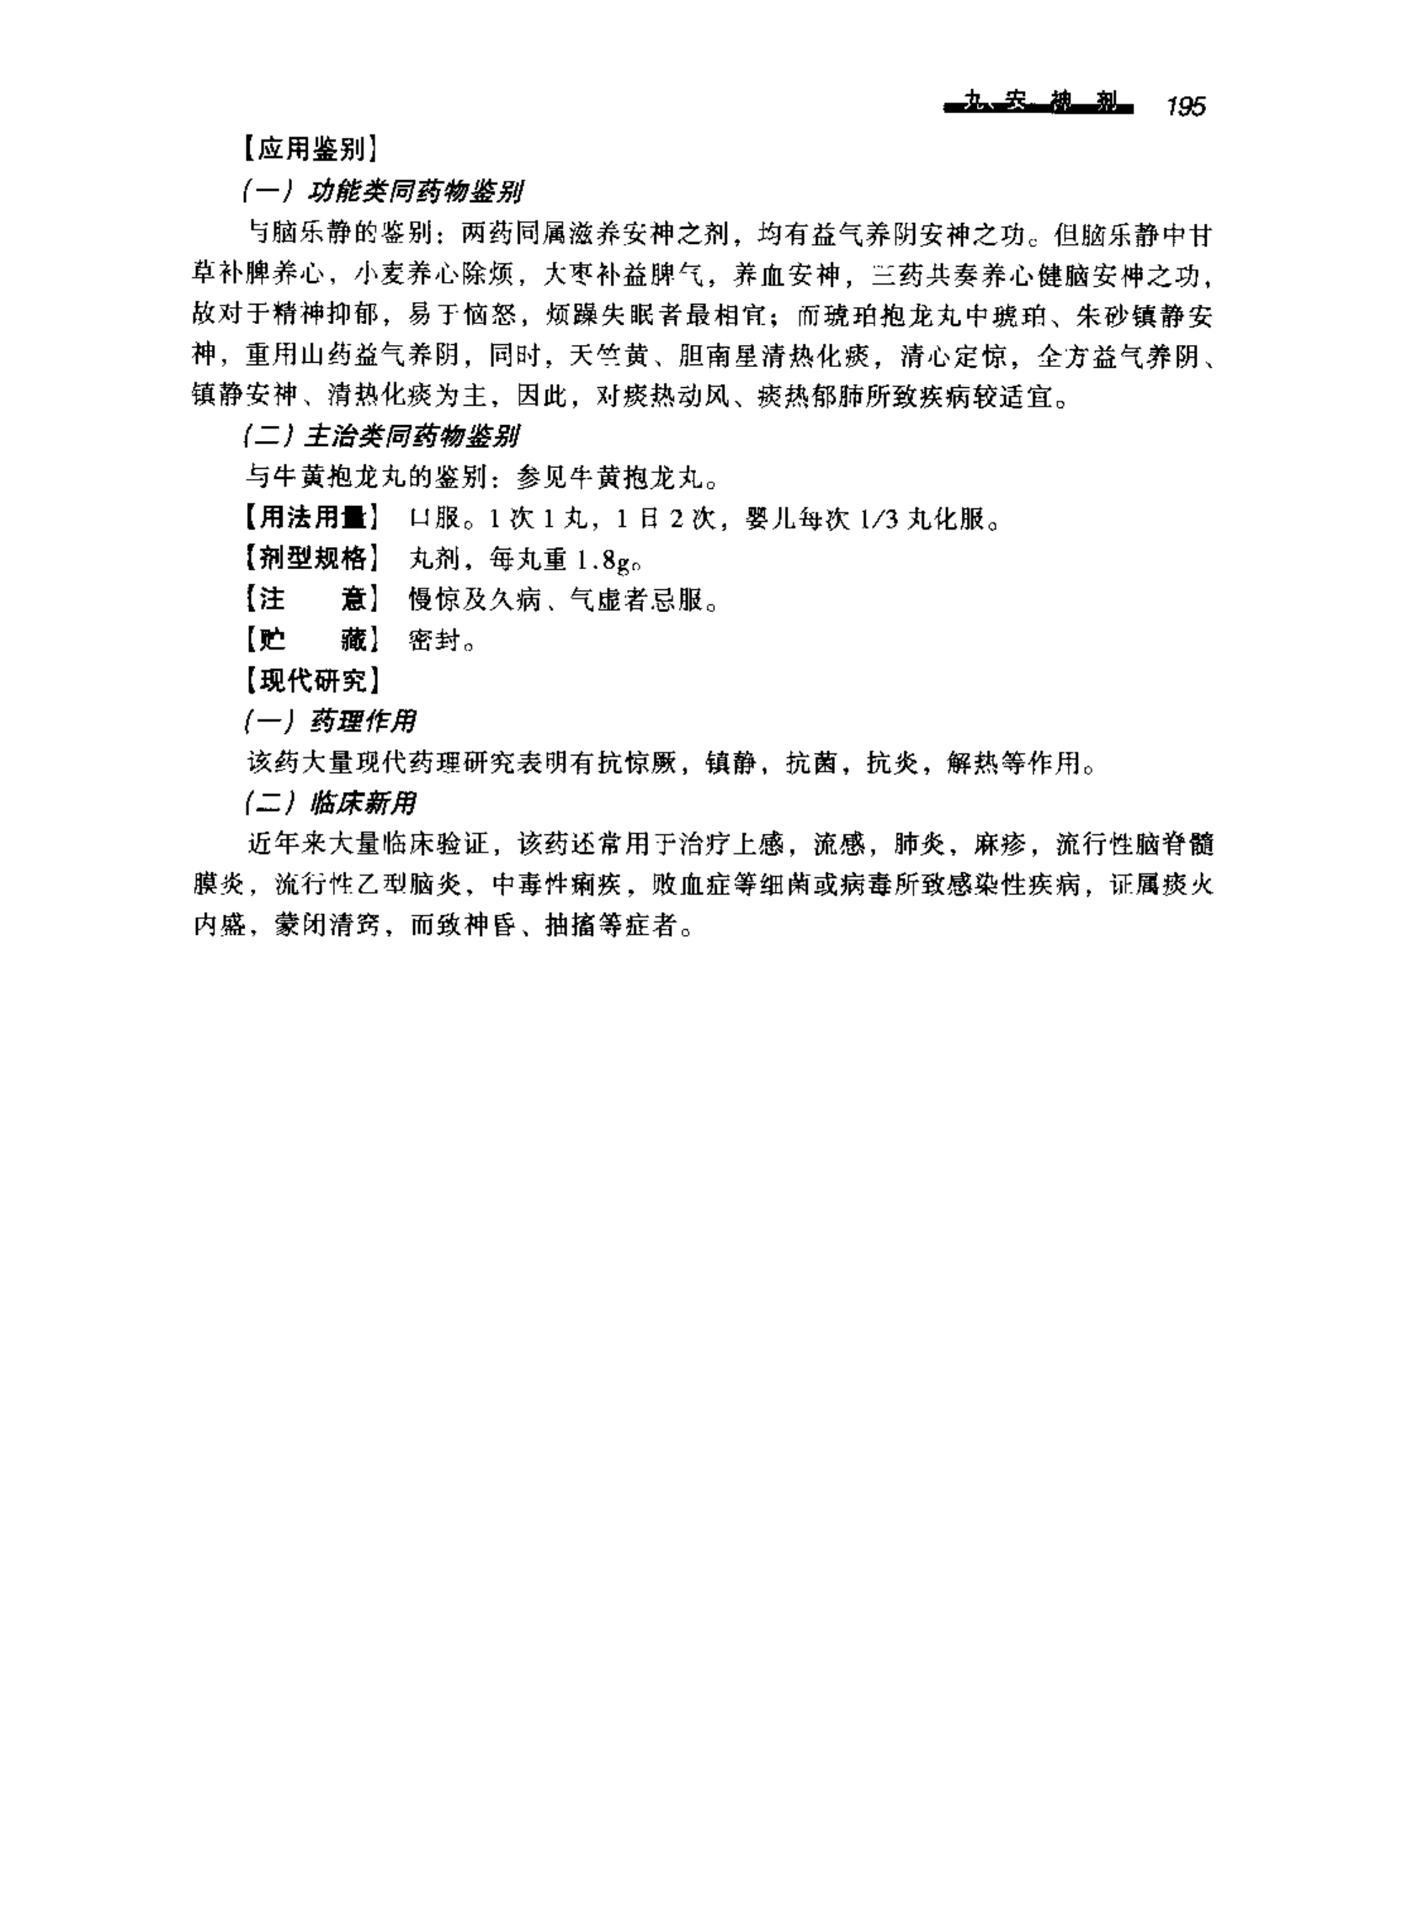 九、安神剂 195
【应用鉴别】
(一) 功能类同药物鉴别
与脑乐静的鉴别：两药同属滋养安神之剂，均有益气养阴安神之功。但脑乐静中甘
草补脾养心，小麦养心除烦，大枣补益脾气，养血安神，三药共奏养心健脑安神之功，
故对于精神抑郁，易于恼怒，烦躁失眠者最相宜；而琥珀抱龙丸中琥珀、朱砂镇静安
神，重用山药益气养阴，同时，天竺黄、胆南星清热化痰，清心定惊，全方益气养阴、
镇静安神、清热化痰为主，因此，对痰热动风、痰热郁肺所致疾病较适宜。
(二) 主治类同药物鉴别
与牛黄抱龙丸的鉴别：参见牛黄抱龙丸。
【用法用量】 口服。1次1丸，1日2次，婴儿每次1/3丸化服。
【剂型规格】 丸剂，每丸重1.8g。
【注 意】 慢惊及久病、气虚者忌服。
【贮 藏】 密封。
【现代研究】
(一) 药理作用
该药大量现代药理研究表明有抗惊厥，镇静，抗菌，抗炎，解热等作用。
(二) 临床新用
近年来大量临床验证，该药还常用于治疗上感，流感，肺炎，麻疹，流行性脑脊髓
膜炎，流行性乙型脑炎，中毒性痢疾，败血症等细菌或病毒所致感染性疾病，证属痰火
内盛，蒙闭清窍，而致神昏、抽搐等症者。